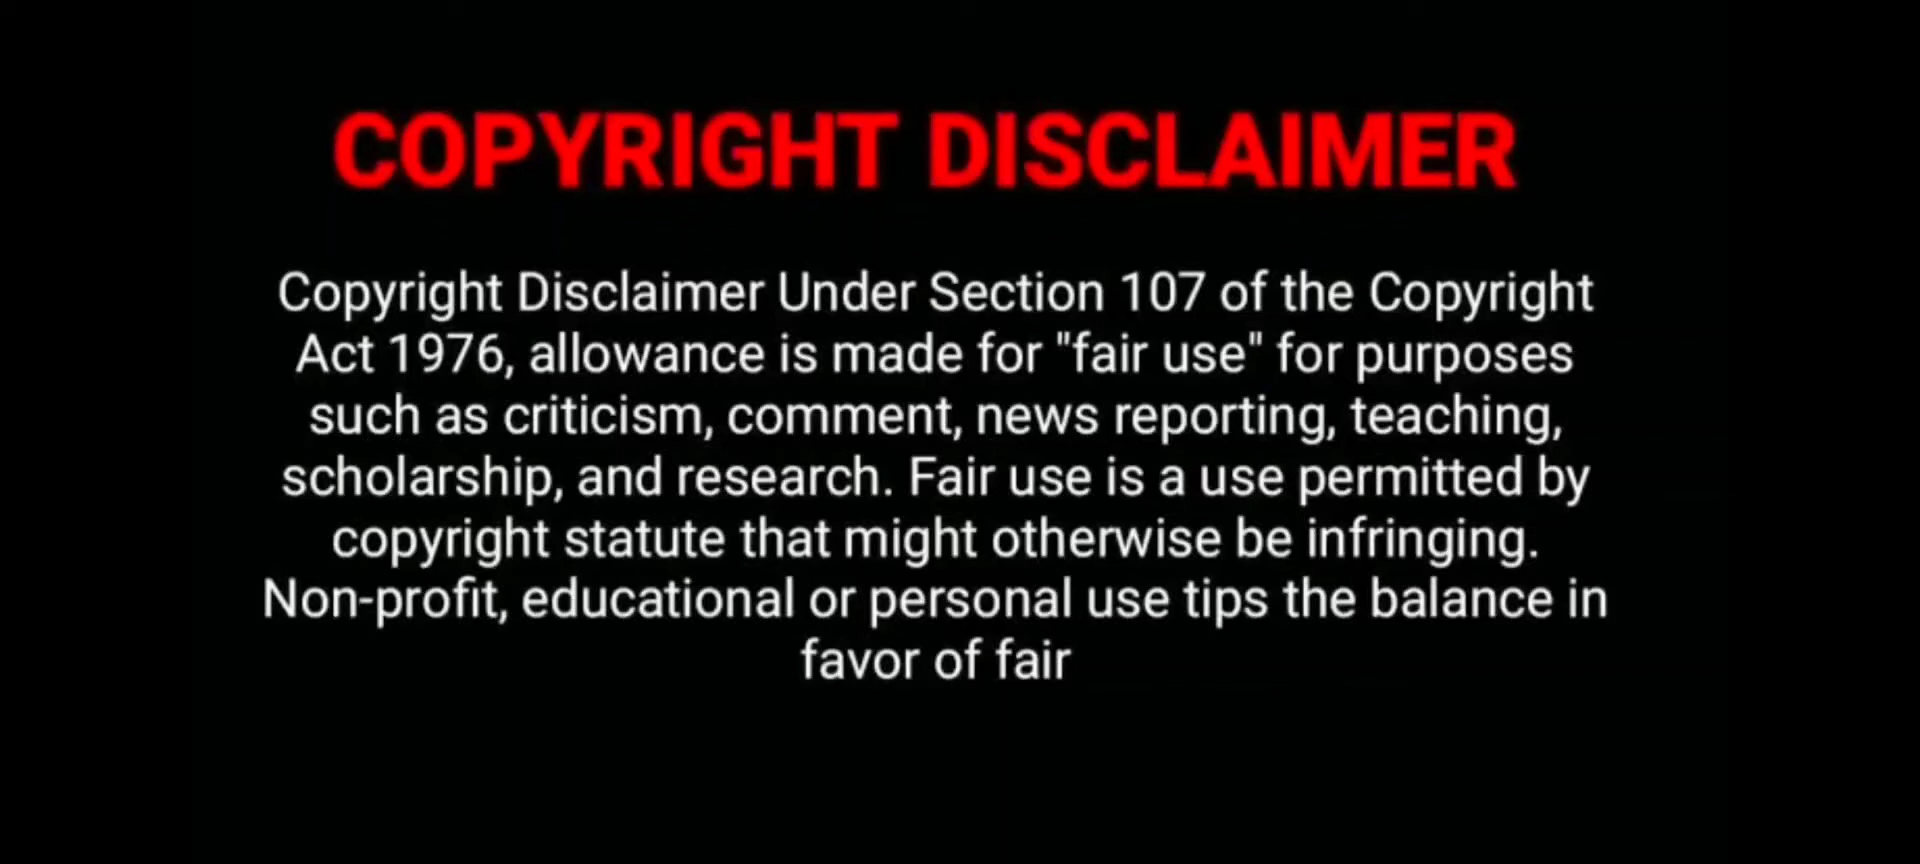 COPYRIGHT DISCLAIMER
Copyright Disclaimer Under Section 107 of the Copyright
Act 1976, allowance is made for "fair use" for purposes
such as criticism, comment, news reporting, teaching,
scholarship, and research. Fair use is a use permitted by
copyright statute that might otherwise be infringing.
Non-profit, educational or personal use tips the balance in
favor of fair